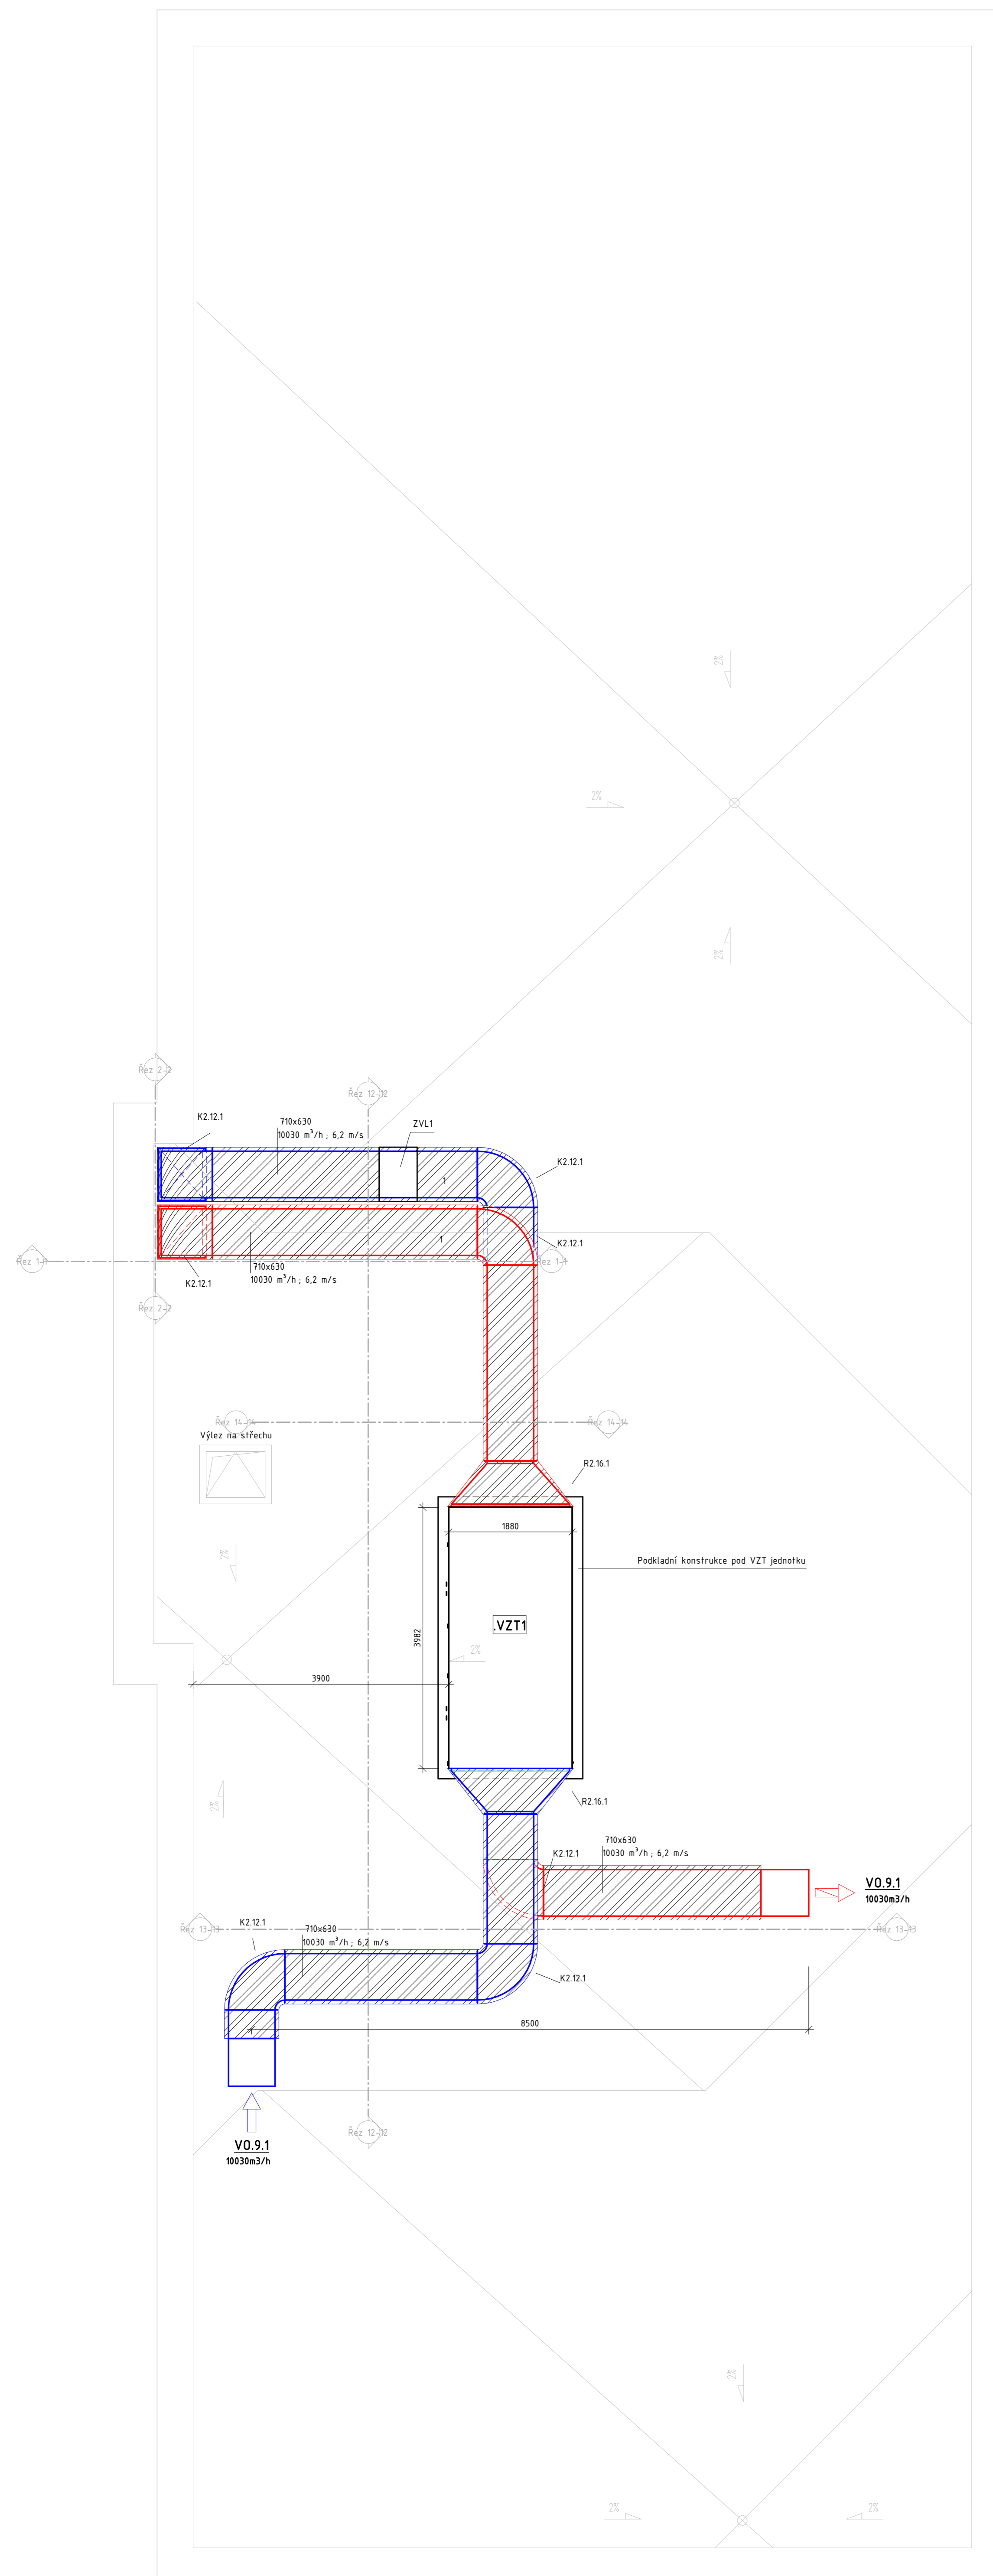 2%
2%
2%
Řez 2-2
Řez 12-12
K2.12.1
710x630
10030 m³/h ; 6,2 m/s
ZVL1
K2.12.1
1
1
K2.12.1
Řez 1-1
Řez 1-1
710x630
10030 m³/h ; 6,2 m/s
K2.12.1
Řez 2-2
Řez 14-14
Řez 14-14
Výlez na střechu
R2.16.1
1880
2%
Podkladní konstrukce pod VZT jednotku
.VZT1
3982
2%
3900
2%
R2.16.1
710x630
10030 m³/h ; 6,2 m/s
K2.12.1
VO.9.1
10030m3/h
K2.12.1
Řez 13-13
710x630
Řez 13-13
10030 m³/h ; 6,2 m/s
K2.12.1
8500
Řez 12-12
VO.9.1
10030m3/h
2%
2%
2%